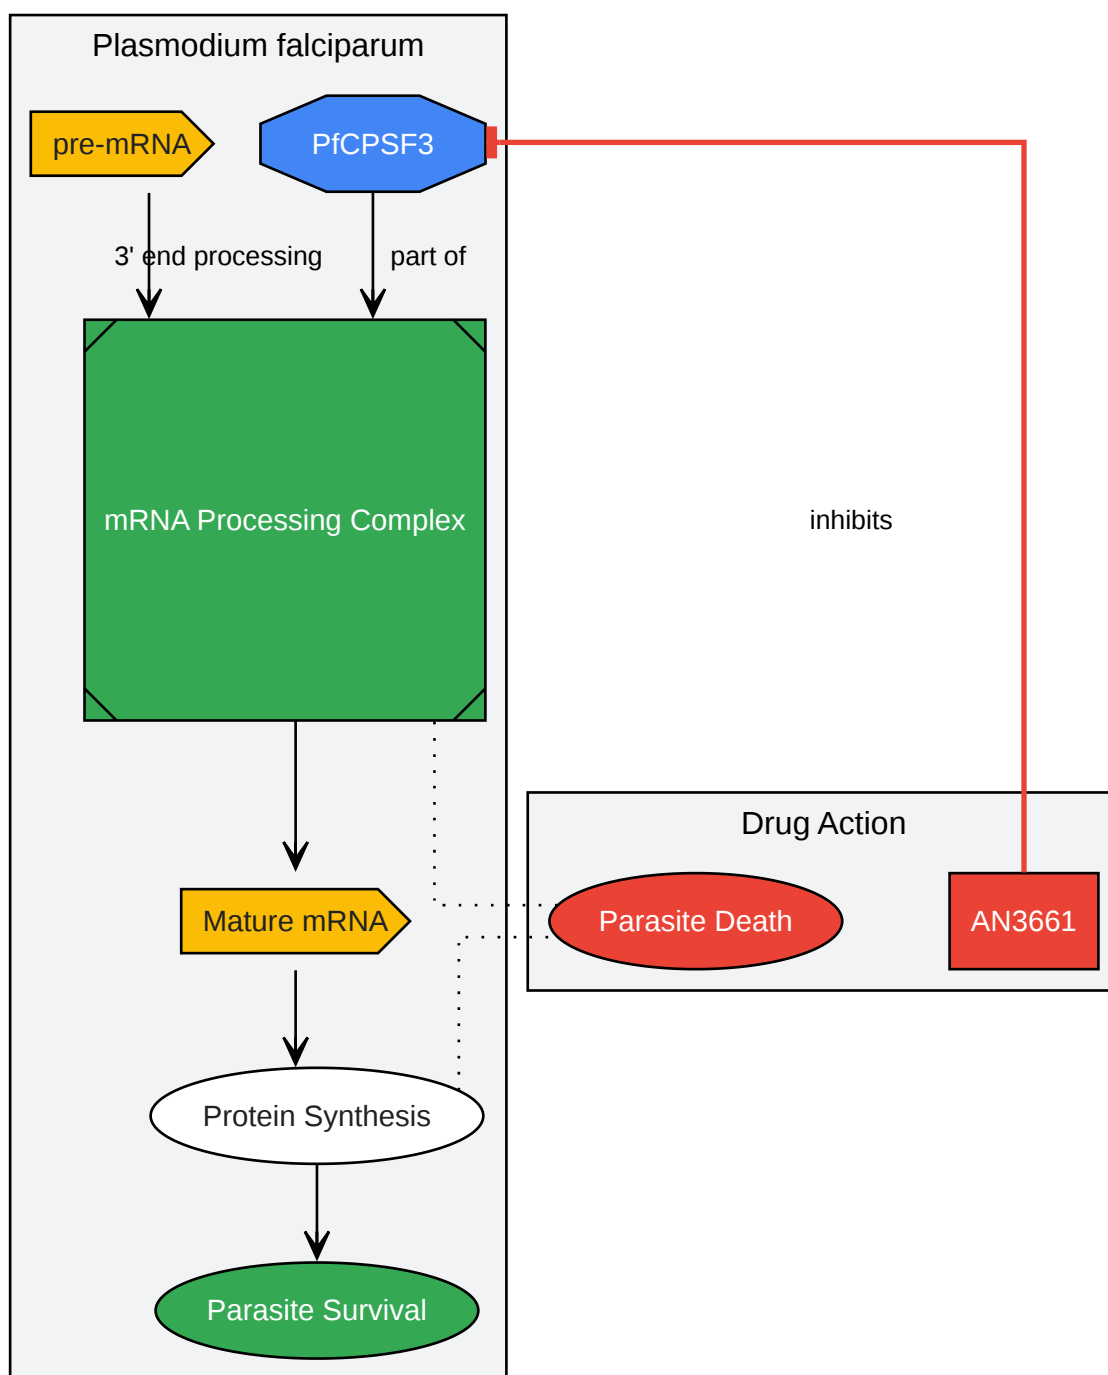 Plasmodium falciparum
pre-mRNA
PfCPSF3
3' end processing
part of
mRNA Processing Complex
inhibits
Drug Action
Mature mRNA
Parasite Death
AN3661
Protein Synthesis
Parasite Survival